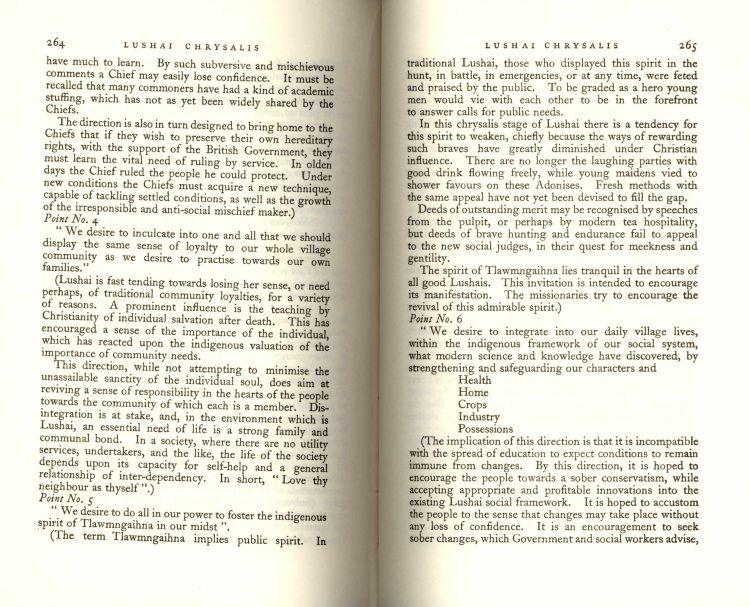 264 LUSHAI CHRYSALIS
have much to learn. By such subversive and mischievous
comments a Chief may easily lose confidence. It must be
recalled that many commoners have had a kind of academic
stuffing, which has not as yet been widely shared by the
Chiefs.
The direction is also in turn designed to bring home to the
Chiefs that if they wish to preserve their own hereditary
rights, with the support of the British Government, they
must learn the vital need of ruling by service. In olden
days the Chief ruled the people he could protect. Under
new conditions the Chiefs must acquire a new technique,
capable of tackling settled conditions, as well as the growth
of the irresponsible and anti-social mischief maker.)
Point No. 4
“ We desire to inculcate into one and all that we should
display the same sense of loyalty to our whole village
community as we desire to practise towards our own
families.”
(Lushai is fast tending towards losing her sense, or need
perhaps, of traditional community loyalties, for a variety
of reasons. A prominent influence is the teaching by
Christianity of individual salvation after death. This has
encouraged a sense of the importance of the individual,
which has reacted upon the indigenous valuation of the
importance of community needs.
This direction, while not attempting to minimise the
unassailable sanctity of the individual soul, does aim at
reviving a sense of responsibility in the hearts of the people
towards the community of which each is a member. Dis-
integration is at stake, and, in the environment which is
Lushai, an essential need of life is a strong family and
communal bond. In a society, where there are no utility
services, undertakers, and the like, the life of the society
depends upon its capacity for self-help and a general
relationship of inter-dependency. In short, “ Love thy
neighbour as thyself ”.)
Point No. 5
“ We desire to do all in our power to foster the indigenous
spirit of Tlawmngaihna in our midst ”.
(The term Tlawmngaihna implies public spirit. In
LUSHAI CHRYSALIS 265
traditional Lushai, those who displayed this spirit in the
hunt, in battle, in emergencies, or at any time, were feted
and praised by the public. To be graded as a hero young
men would vie with each other to be in the forefront
to answer calls for public needs.
In this chrysalis stage of Lushai there is a tendency for
this spirit to weaken, chiefly because the ways of rewarding
such braves have greatly diminished under Christian
influence. There are no longer the laughing parties with
good drink flowing freely, while young maidens vied to
shower favours on these Adonises. Fresh methods with
the same appeal have not yet been devised to fill the gap.
Deeds of outstanding merit may be recognised by speeches
from the pulpit, or perhaps by modern tea hospitality,
but deeds of brave hunting and endurance fail to appeal
to the new social judges, in their quest for meekness and
gentility.
The spirit of Tlawmngaihna lies tranquil in the hearts of
all good Lushais. This invitation is intended to encourage
its manifestation. The missionaries try to encourage the
revival of this admirable spirit.)
Point No. 6
“ We desire to integrate into our daily village lives,
within the indigenous framework of our social system,
what modern science and knowledge have discovered, by
strengthening and safeguarding our characters and
Health
Home
Crops
Industry
Possessions
(The implication of this direction is that it is incompatible
with the spread of education to expect conditions to remain
immune from changes. By this direction, it is hoped to
encourage the people towards a sober conservatism, while
accepting appropriate and profitable innovations into the
existing Lushai social framework. It is hoped to accustom
the people to the sense that changes may take place without
any loss of confidence. It is an encouragement to seek
sober changes, which Government and social workers advise,